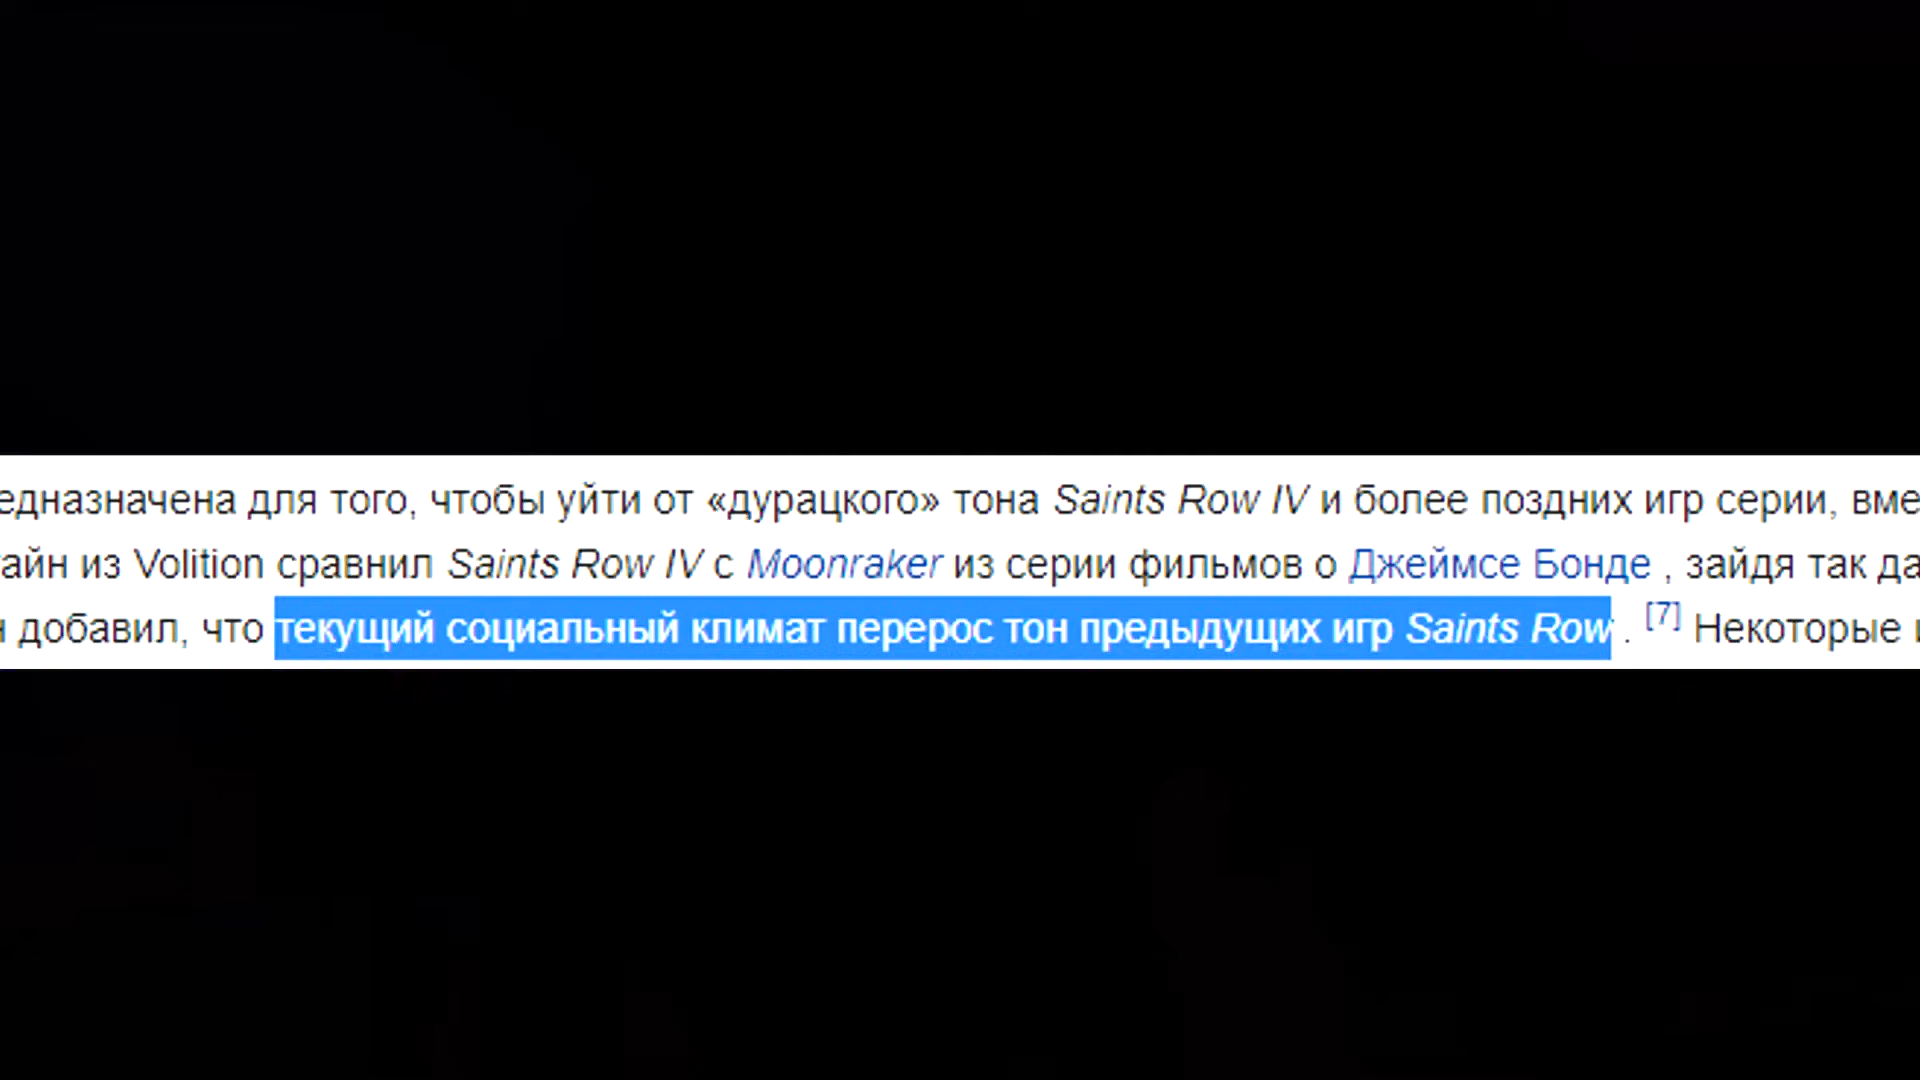 едназначена для того, чтобы уйти от «дурацкого» тона Saints Row IV и более поздних игр серии, вме
айн из Volition сравнил Saints Row IV с Moonraker из серии фильмов о Джеймсе Бонде , зайдя так да
добавил, что текущий социальный климат перерос тон предыдущих игр Saints Row . [7] Некоторые